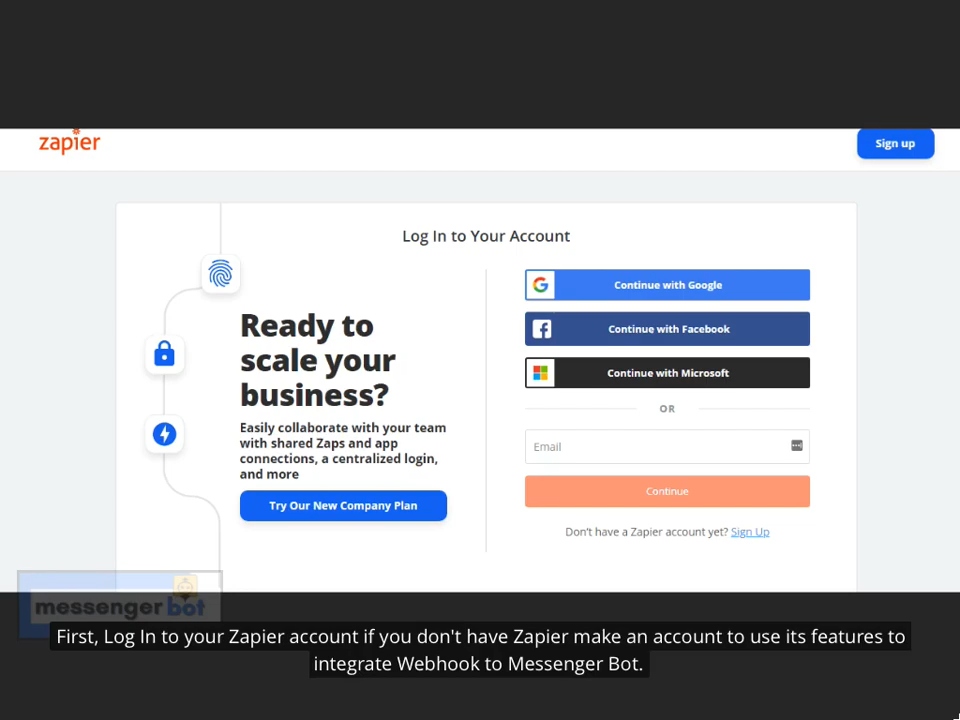 zapier
Sign up
Log In to Your Account
Ready to
scale your
business?
Easily collaborate with your team
with shared Zaps and app
connections, a centralized login,
and more
Try Our New Company Plan
Continue with Google
Continue with Facebook
Continue with Microsoft
OR
Email
Continue
Don't have a Zapier account yet? Sign Up
messenger bot
First, Log In to your Zapier account if you don't have Zapier make an account to use its features to
integrate Webhook to Messenger Bot.